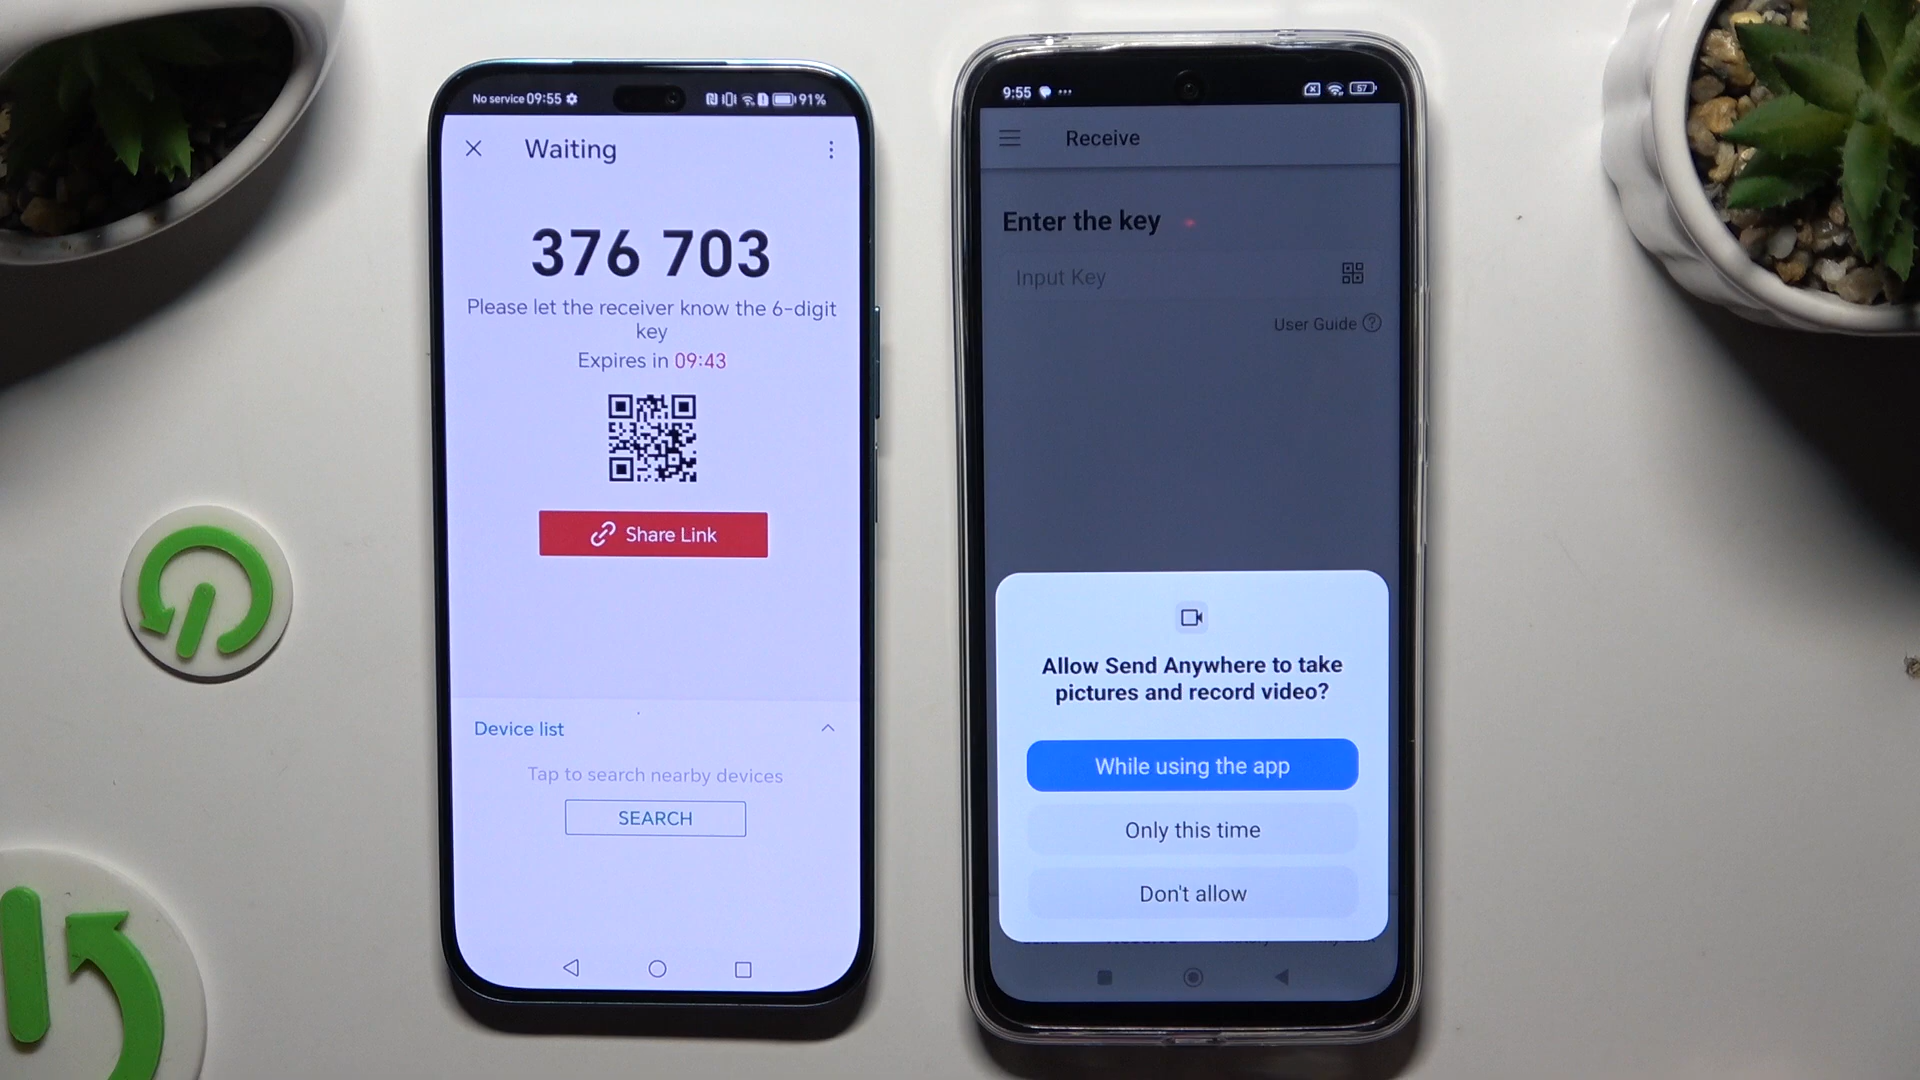 No service 09:55
91%
Waiting
376 703
Please let the receiver know the 6-digit
key
Expires in 09:43
Share Link
Device list
Tap to search nearby devices
SEARCH
9:55
57
Receive
Enter the key
Input Key
User Guide ?
Allow Send Anywhere to take
pictures and record video?
While using the app
Only this time
Don't allow